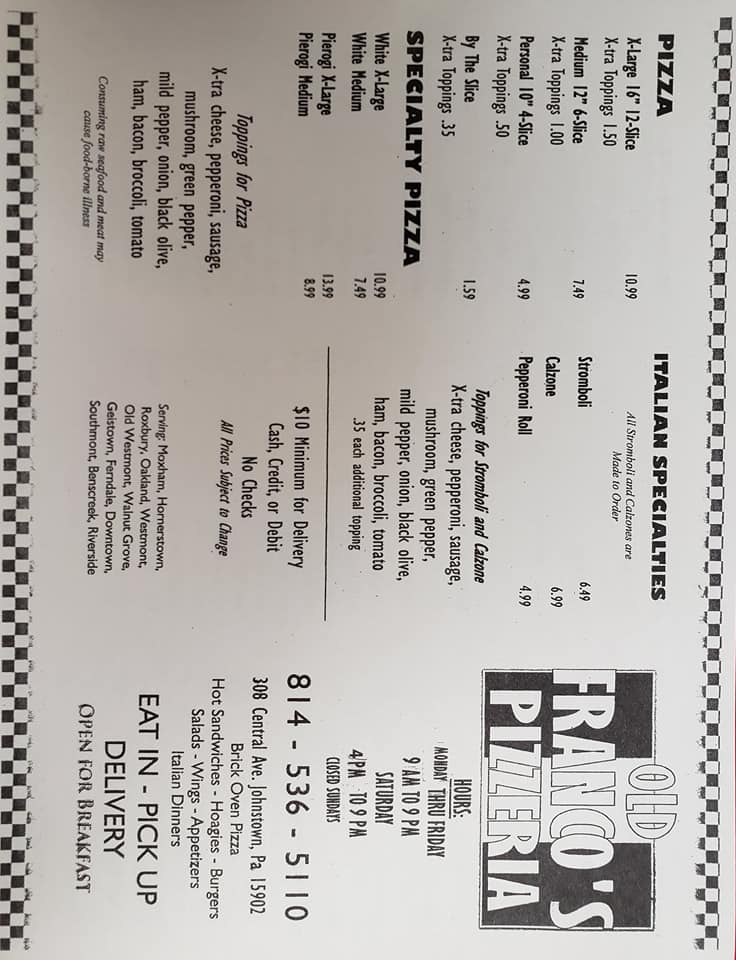 PIZZA
X-Large 16" 12-Slice 10.99
X-tra Toppings 1.50
Medium 12" 6-Slice 7.49
X-tra Toppings 1.00
Personal 10" 4-Slice 4.99
X-tra Toppings .50
By The Slice 1.59
X-tra Toppings .35
SPECIALTY PIZZA
White X-Large 10.99
White Medium 7.49
Pierogi X-Large 13.99
Pierogi Medium 8.99
Toppings for Pizza
X-tra cheese, pepperoni, sausage,
mushroom, green pepper,
mild pepper, onion, black olive,
ham, bacon, broccoli, tomato
Consuming raw seafood and meat may
cause food-borne illness
ITALIAN SPECIALTIES
All Stromboli and Calzones are
Made to Order
Stromboli 6.49
Calzone 6.99
Pepperoni Roll 4.99
Toppings for Stromboli and Calzone
X-tra cheese, pepperoni, sausage,
mushroom, green pepper,
mild pepper, onion, black olive,
ham, bacon, broccoli, tomato
.35 each additional topping
$10 Minimum for Delivery
Cash, Credit, or Debit
No Checks
All Prices Subject to Change
Serving: Moxham, Hornerstown,
Roxbury, Oakland, Westmont,
Old Westmont, Walnut Grove,
Geistown, Ferndale, Downtown,
Southmont, Benscreek, Riverside
OLD
FRANCO'S
PIZZERIA
HOURS:
MONDAY THRU FRIDAY
9 AM TO 9 PM
SATURDAY
4PM TO 9 PM
CLOSED SUNDAYS
814 - 536 - 5110
308 Central Ave. Johnstown, Pa 15902
Brick Oven Pizza
Hot Sandwiches - Hoagies - Burgers
Salads - Wings - Appetizers
Italian Dinners
EAT IN - PICK UP
DELIVERY
OPEN FOR BREAKFAST